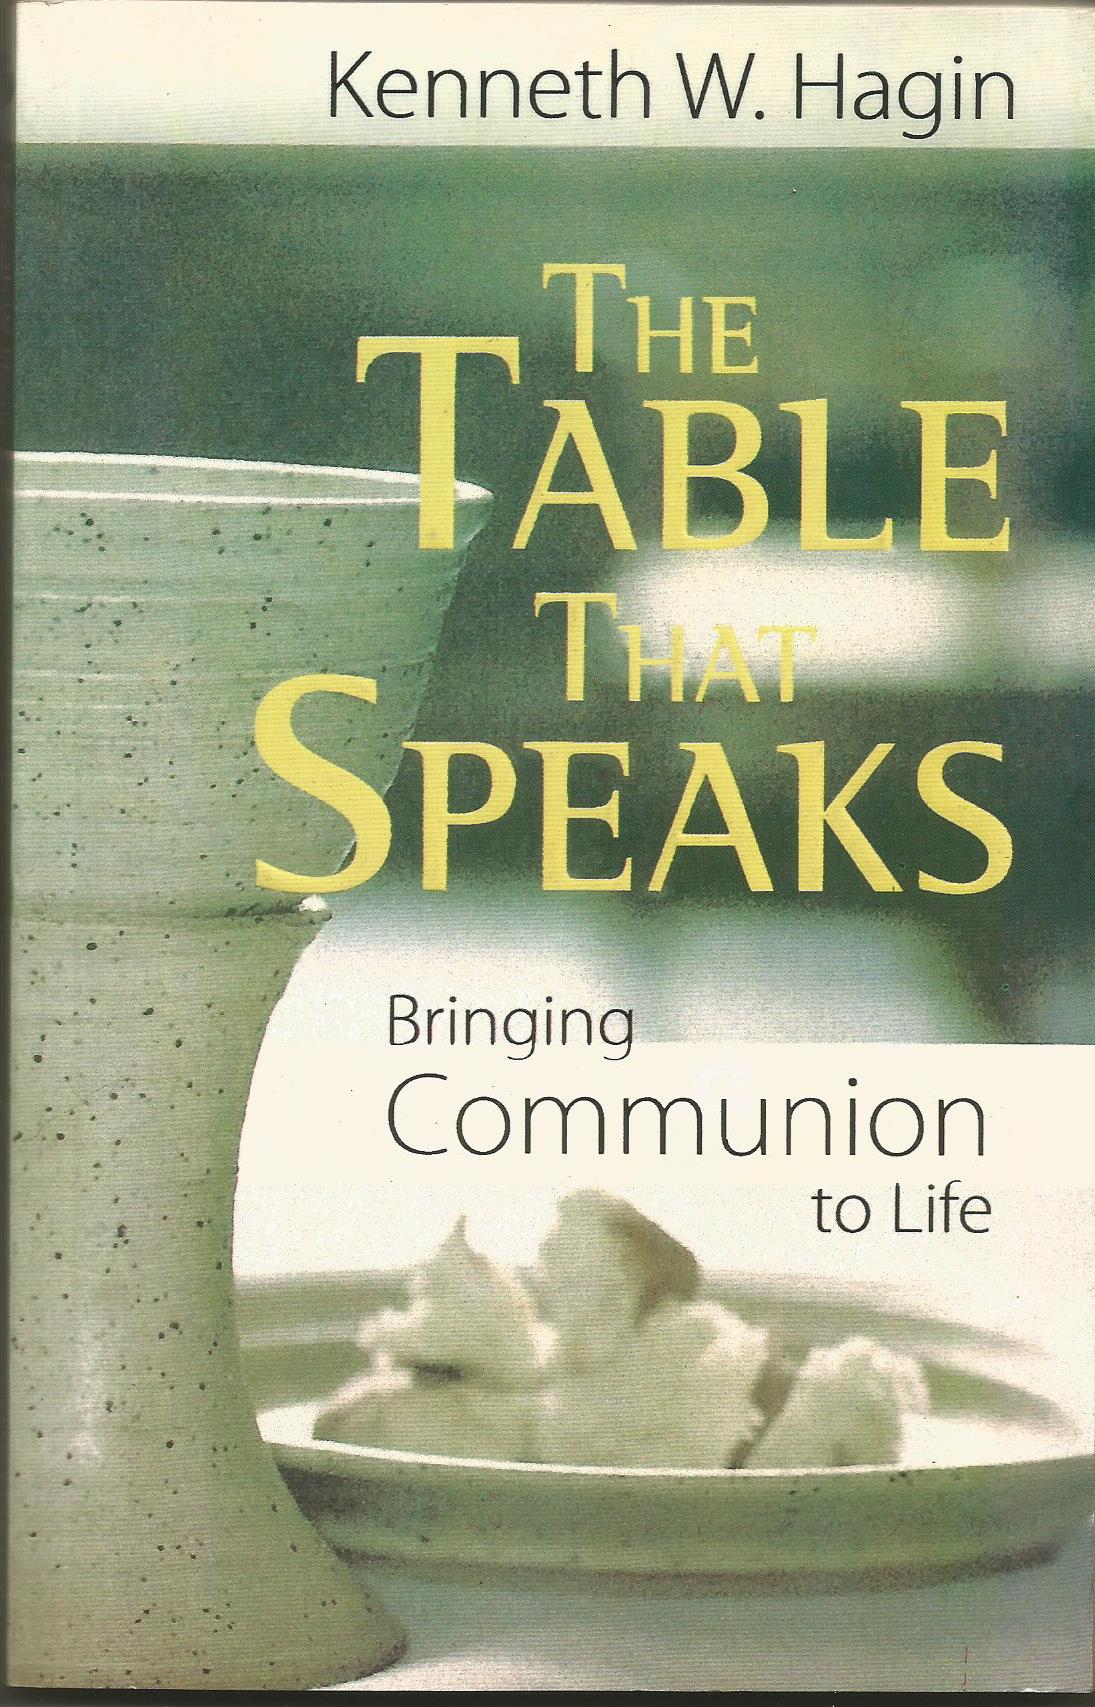 Kenneth W. Hagin
THE
TABLE
THAT
SPEAKS
Bringing
Communion
to Life